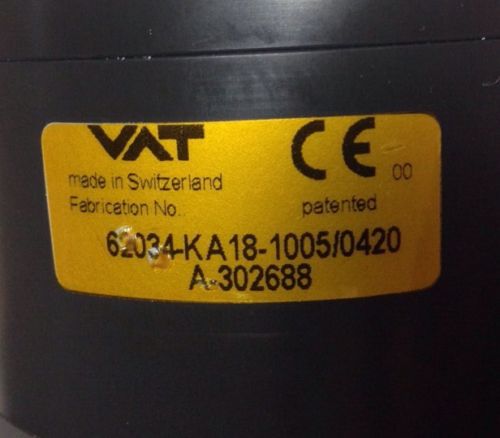 VAT CE 00
made in Switzerland
Fabrication No.: patented
62034-KA18-1005/0420
A-302688